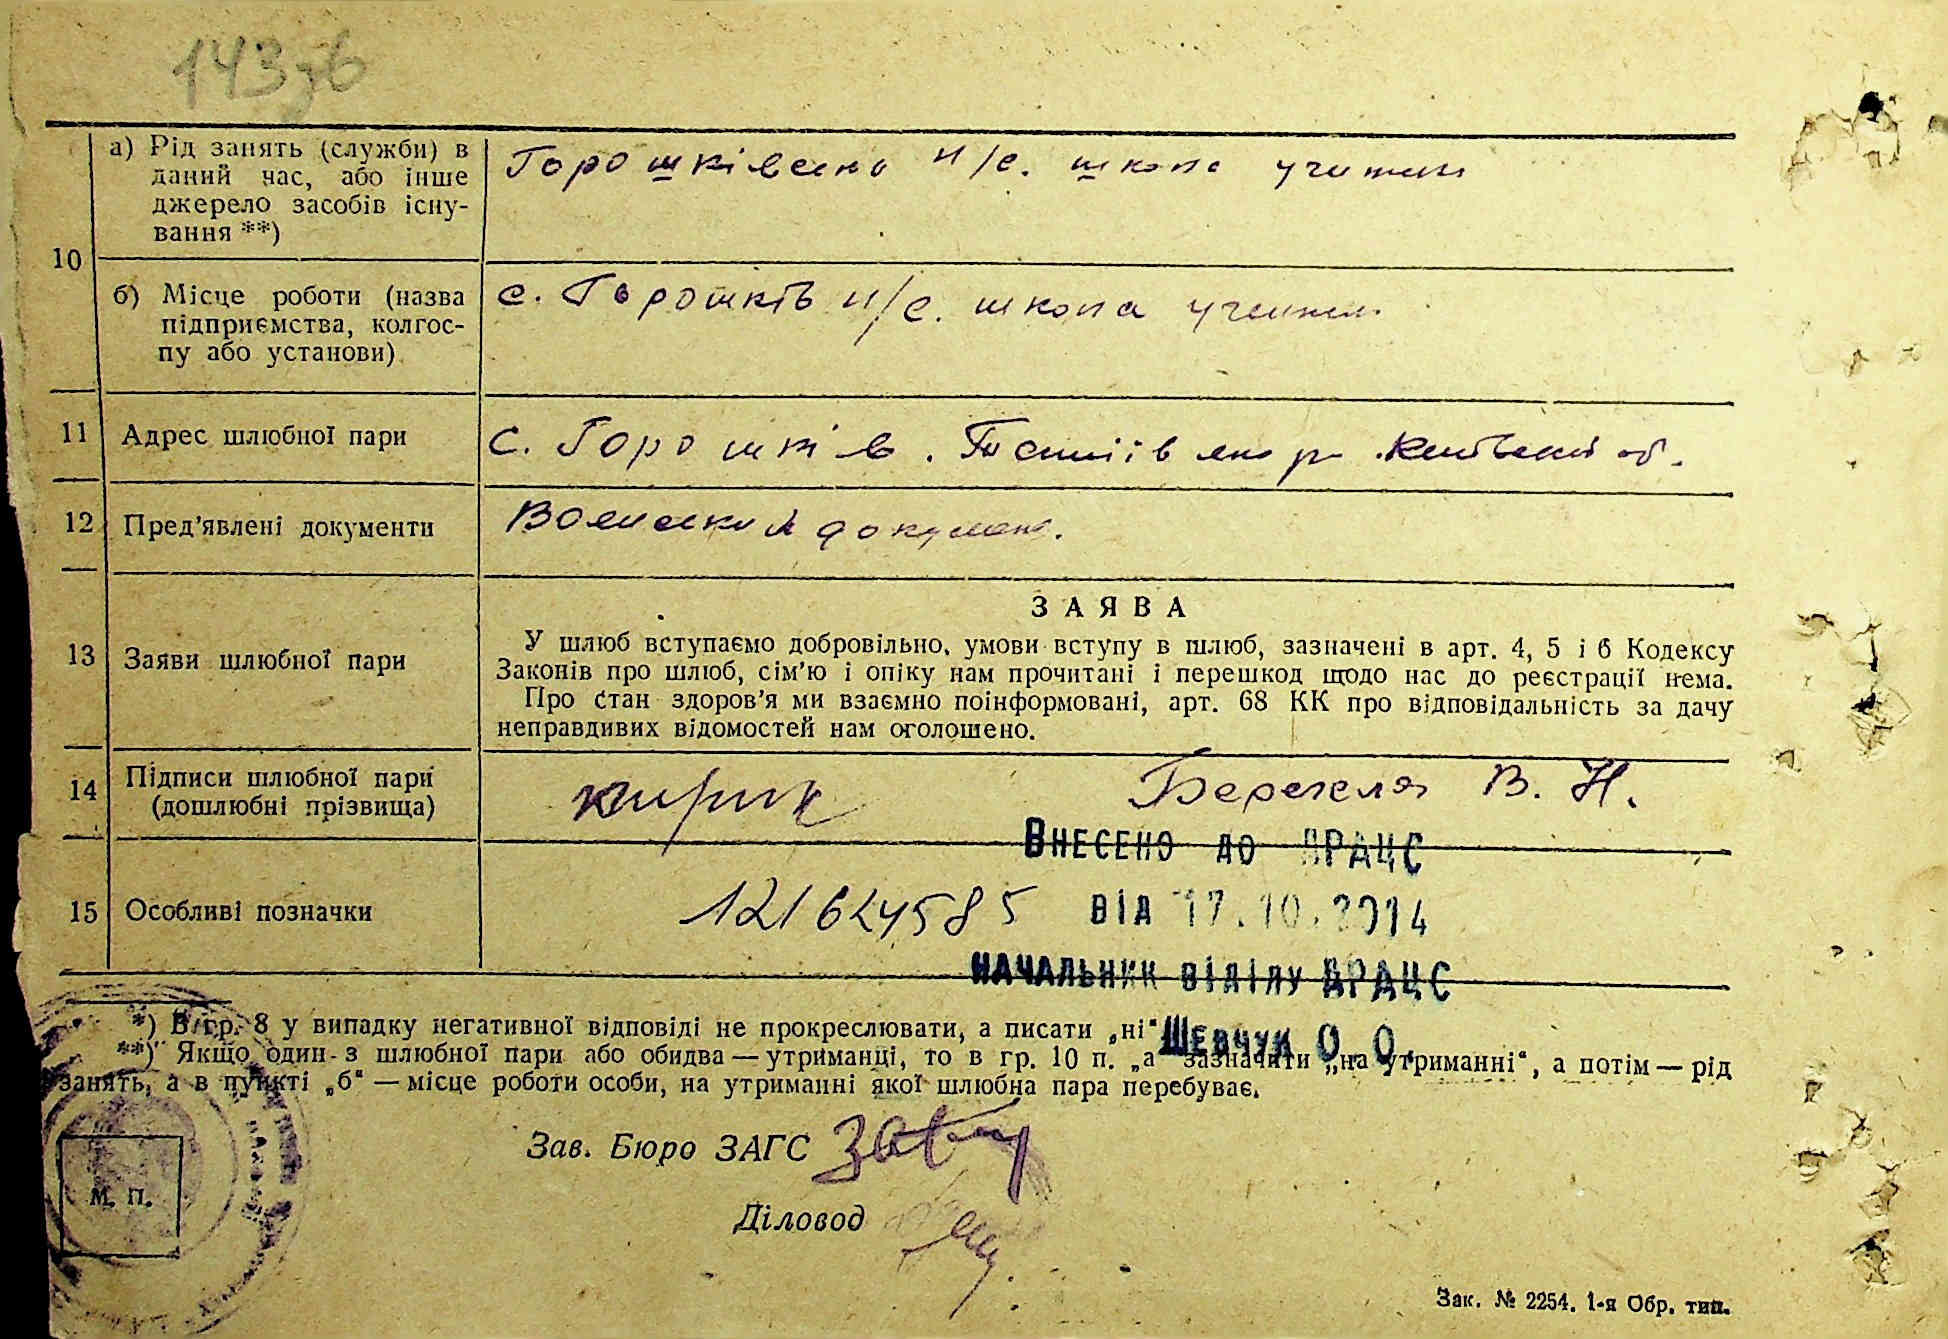 143зв
10
а) Рід занять (служби) в
даний час, або інше
джерело засобів існу-
вання **)
н/с. школа учитель
б) Місце роботи (назва
підприємства, колгос-
пу або установи)
с. Горошків н/с. школа учитель
11 Адрес шлюбної пари
с. Горошків. р
12 Пред’явлені документи
13 Заяви шлюбної пари
ЗАЯВА
У шлюб вступаємо добровільно, умови вступу в шлюб, зазначені в арт. 4, 5 і 6 Кодексу
Законів про шлюб, сім’ю і опіку нам прочитані і перешкод щодо нас до реєстрації нема.
Про стан здоров’я ми взаємно поінформовані, арт. 68 КК про відповідальність за дачу
неправдивих відомостей нам оголошено.
14 Підписи шлюбної пари
(дошлюбні прізвища)
Кирик В. Н.
Внесено до ДРАЦС
15 Особливі позначки
121624585 від 17.10.2014
Начальник відділу ДРАЦС
Шевчук О. О.
*) В гр. 8 у випадку негативної відповіді не прокреслювати, а писати „ні“
**) Якщо один з шлюбної пари або обидва — утриманці, то в гр. 10 п. „а“ зазначити „на утриманні“, а потім — рід
занять, а в пункті „б“ — місце роботи особи, на утриманні якої шлюбна пара перебуває.
Зав. Бюро ЗАГС
М. П.
Діловод
Зак. № 2254. 1-я Обр. тип.